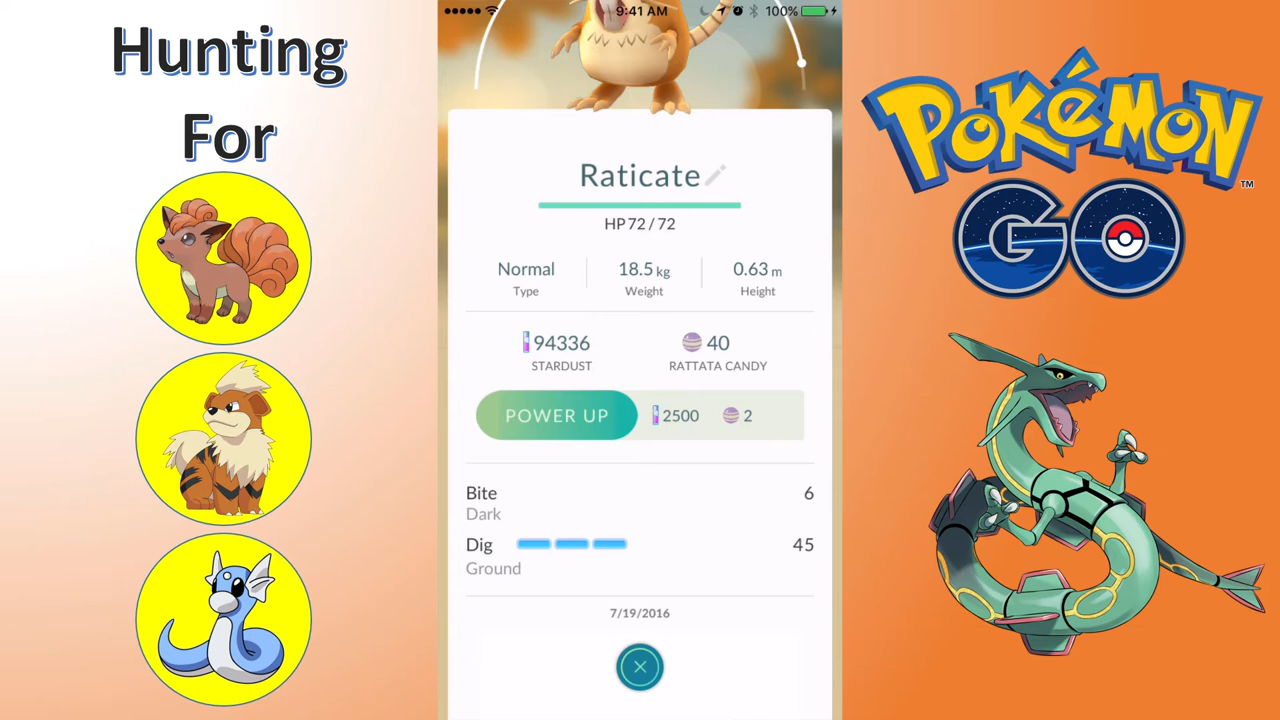 Hunting
For
9:41 AM
100%
Raticate
HP 72 / 72
Normal
Type
18.5 kg
Weight
0.63 m
Height
94336
STARDUST
40
RATTATA CANDY
POWER UP
2500
2
Bite
6
Dark
Dig
45
Ground
7/19/2016
POKéMON
TM
GO